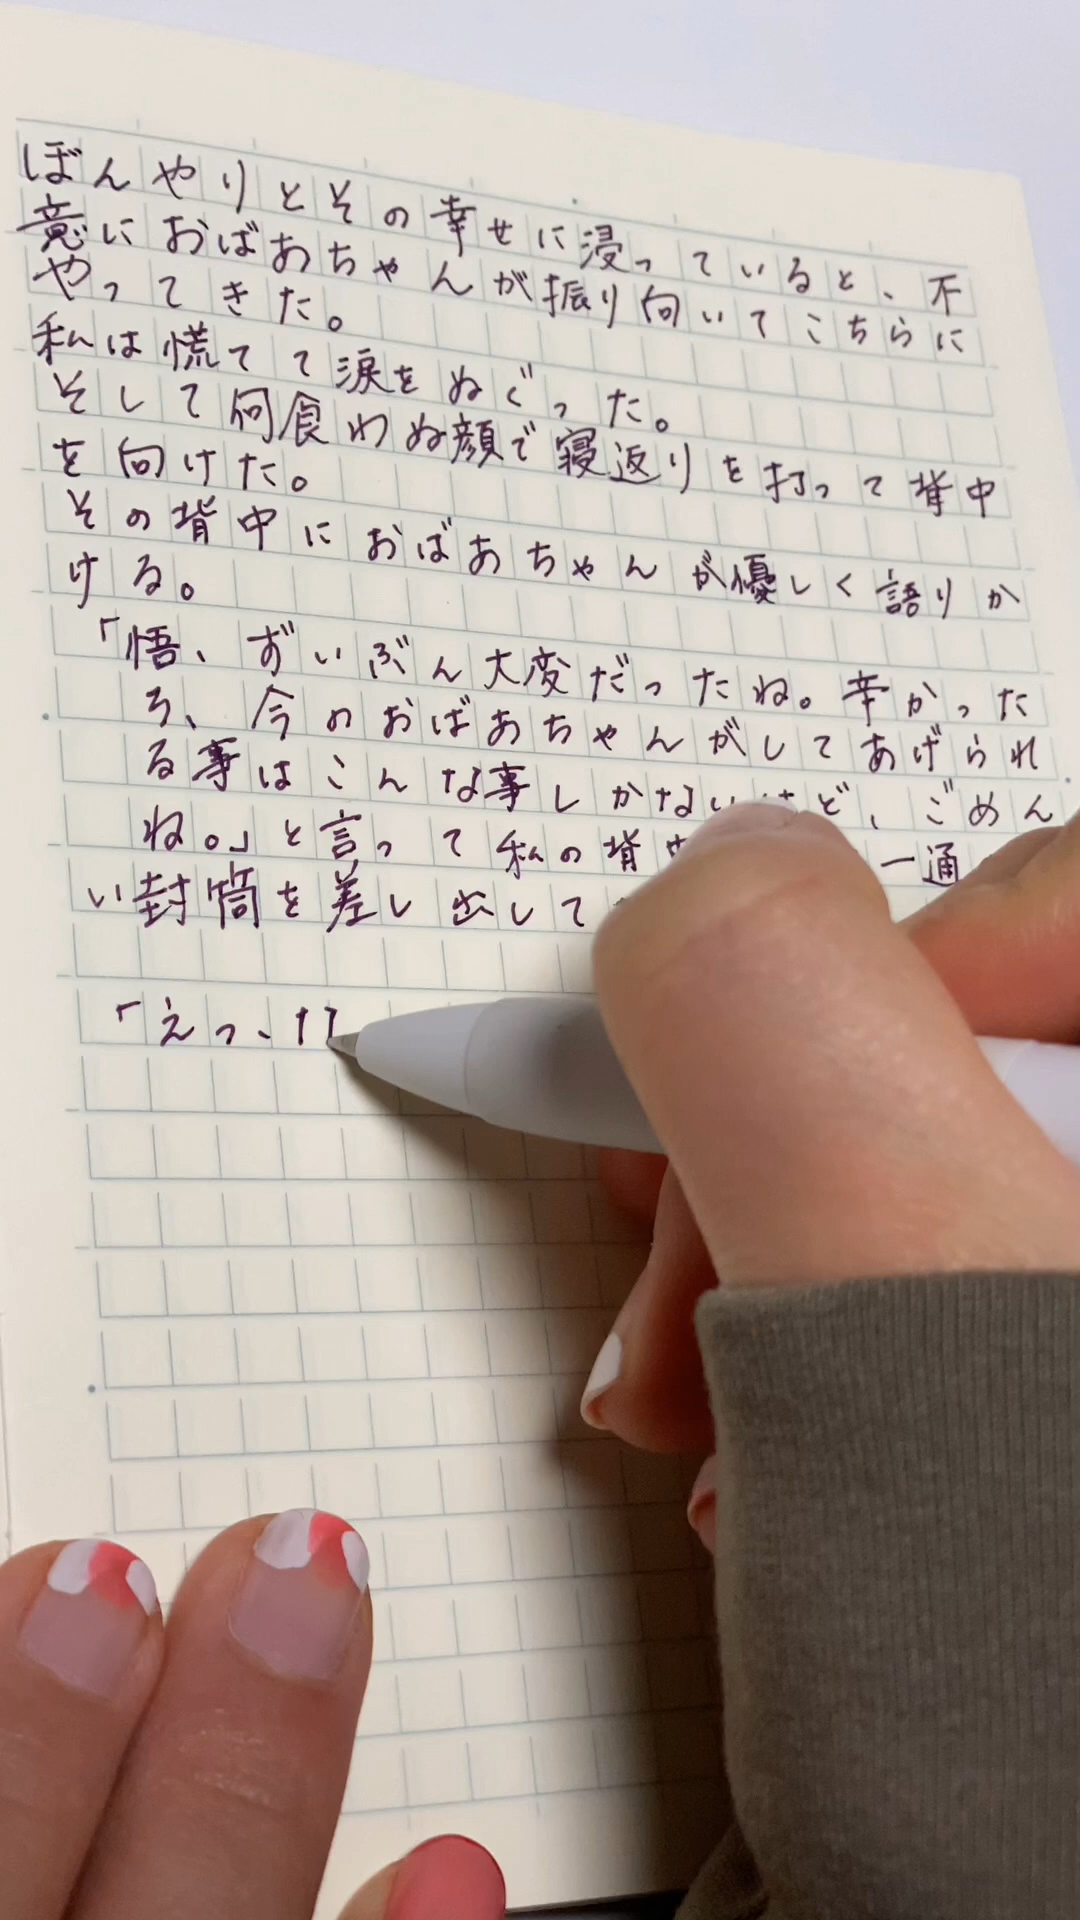 ぼんやりとその幸せに浸っていると、不
意におばあちゃんが振り向いてこちらに
やってきた。
私は慌てて涙をぬぐった。
そして何食わぬ顔で寝返りを打って背中
を向けた。
その背中におばあちゃんが優しく語りか
ける。
「悟、ずいぶん大変だったね。辛かった
ろ、今のおばあちゃんがしてあげられ
る事はこんな事しかないけど、ごめん
ね。」と言って私の背中 一通
い封筒を差し出して
「えっ、